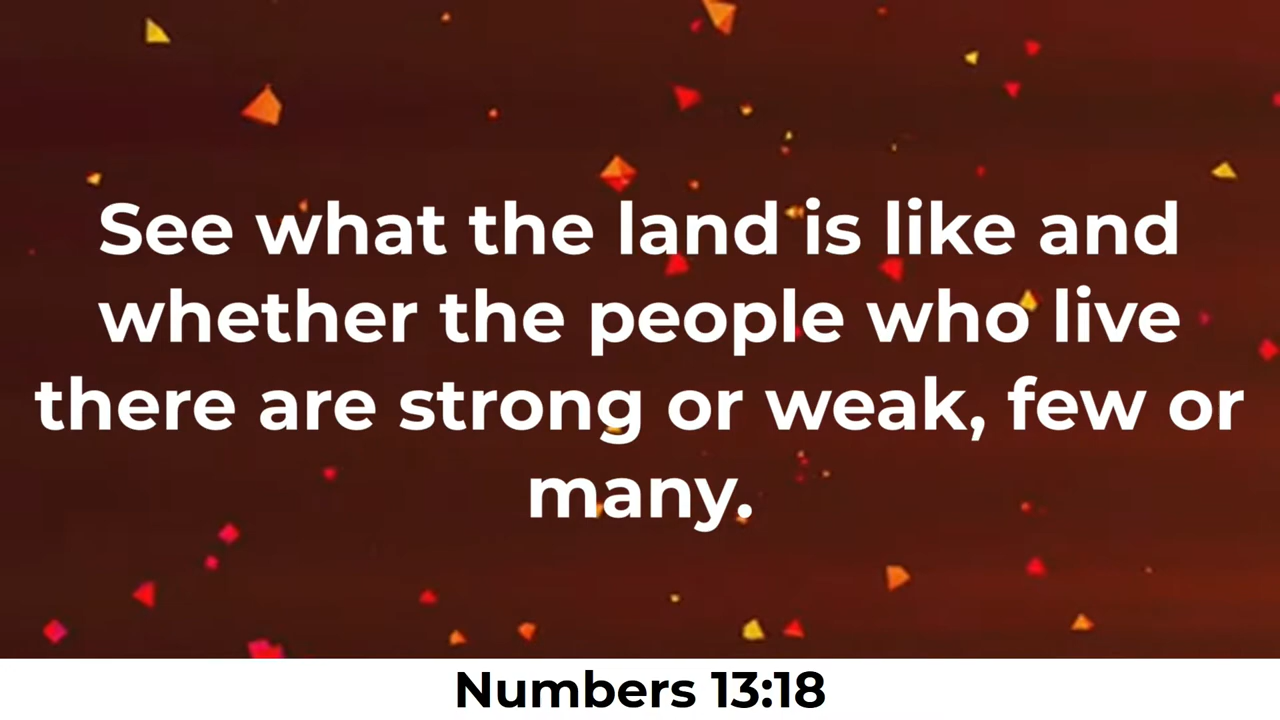 See what the land is like and
whether the people who live
there are strong or weak, few or
many.
Numbers 13:18